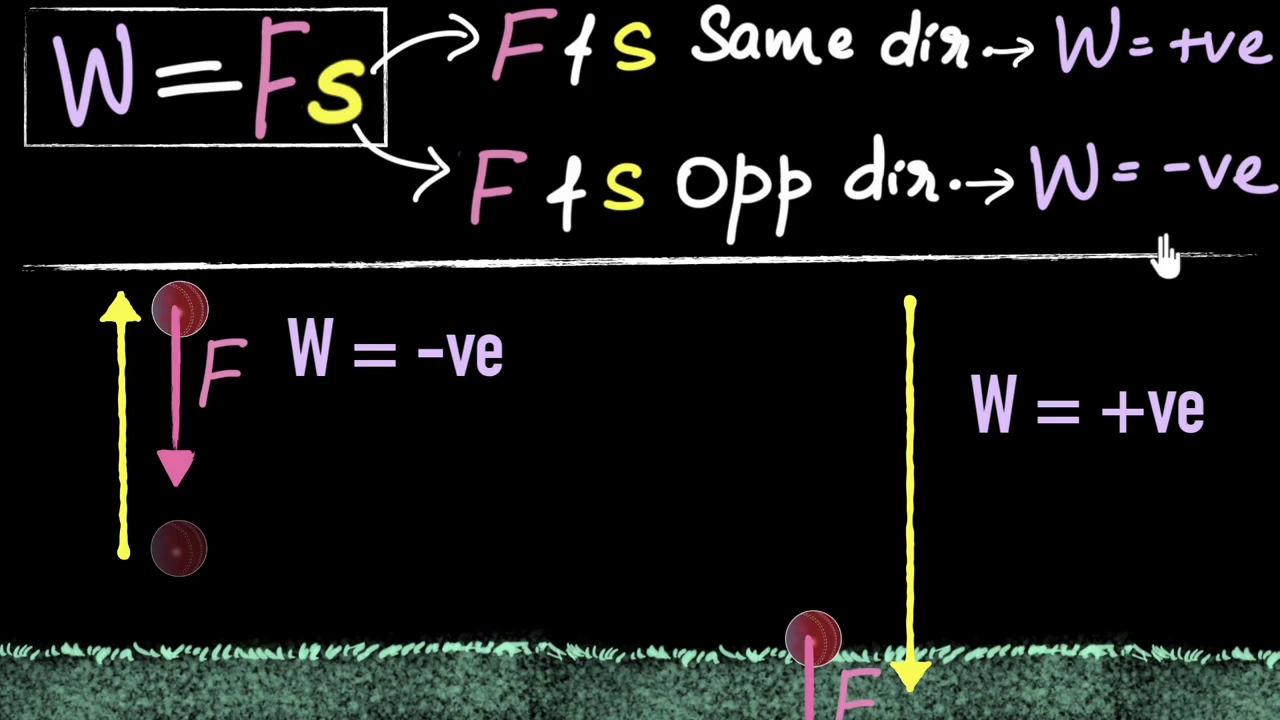 W = Fs
F & s Same dir. → W = +ve
F & s Opp dir. → W = -ve
F
W = -ve
W = +ve
F